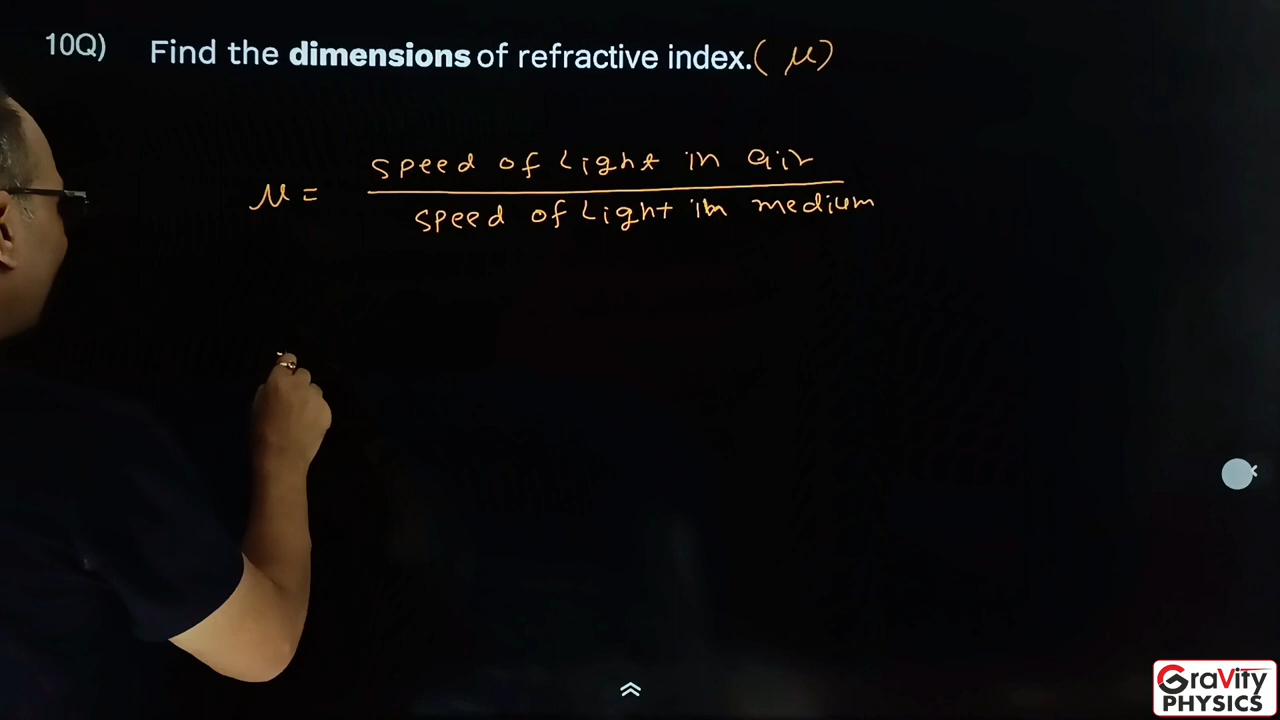 10Q) Find the dimensions of refractive index. ( μ )
μ = speed of Light in air
speed of Light in medium
GraVity
PHYSICS